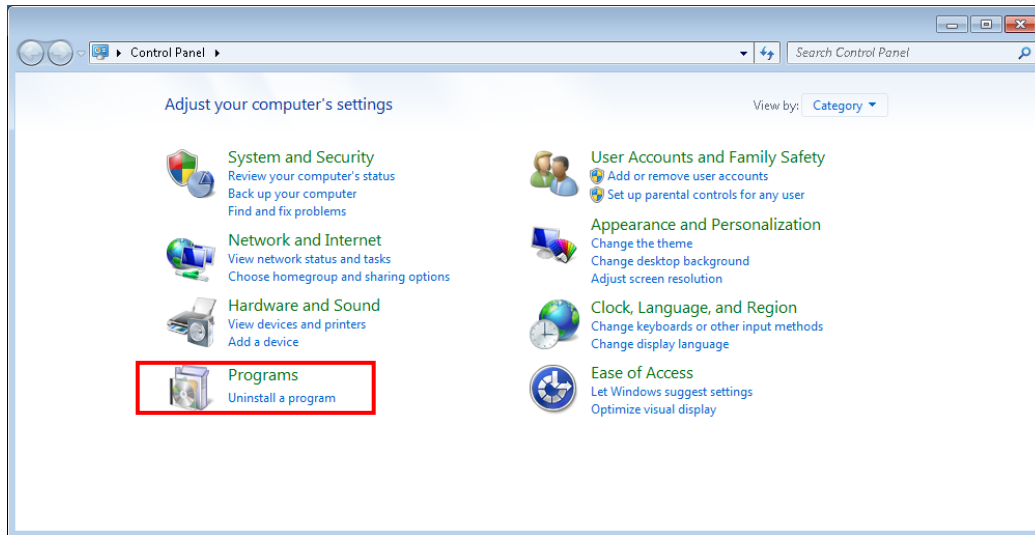 Control Panel
Search Control Panel
Adjust your computer's settings
View by: Category
System and Security
Review your computer's status
Back up your computer
Find and fix problems
Network and Internet
View network status and tasks
Choose homegroup and sharing options
Hardware and Sound
View devices and printers
Add a device
Programs
Uninstall a program
User Accounts and Family Safety
Add or remove user accounts
Set up parental controls for any user
Appearance and Personalization
Change the theme
Change desktop background
Adjust screen resolution
Clock, Language, and Region
Change keyboards or other input methods
Change display language
Ease of Access
Let Windows suggest settings
Optimize visual display